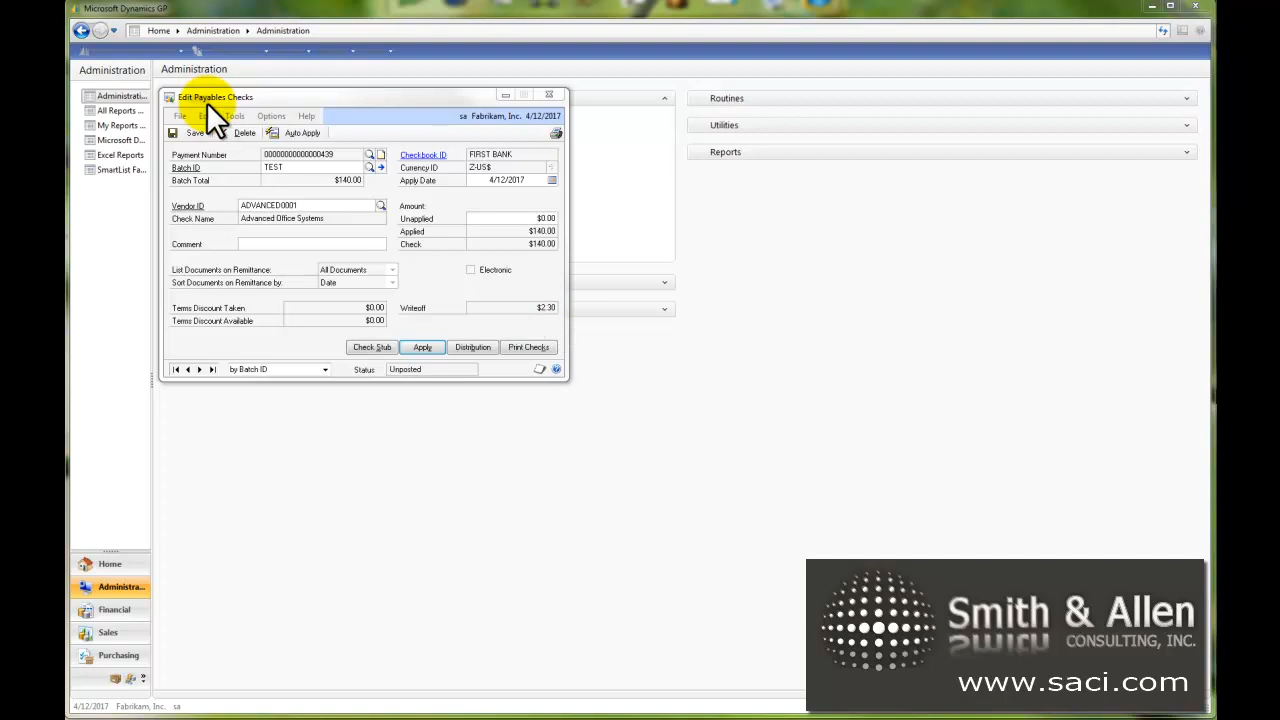 Microsoft Dynamics GP
Home Administration Administration
Administration
Administration
Administrati...
All Reports ...
My Reports ...
Microsoft D...
Excel Reports
SmartList Fa...
Edit Payables Checks
File Tools Options Help
sa Fabrikam, Inc. 4/12/2017
Save Delete Auto Apply
Payment Number 00000000000000439 Checkbook ID FIRST BANK
Batch ID TEST Currency ID Z-US$
Batch Total $140.00 Apply Date 4/12/2017
Vendor ID ADVANCED0001 Amount:
Check Name Advanced Office Systems Unapplied $0.00
Applied $140.00
Comment Check $140.00
List Documents on Remittance: All Documents Electronic
Sort Documents on Remittance by: Date
Terms Discount Taken $0.00 Writeoff $2.30
Terms Discount Available $0.00
Check Stub Apply Distribution Print Checks
by Batch ID Status Unposted
Routines
Utilities
Reports
Home
Administra...
Financial
Sales
Purchasing
4/12/2017 Fabrikam, Inc. sa
Smith & Allen
CONSULTING, INC.
www.saci.com